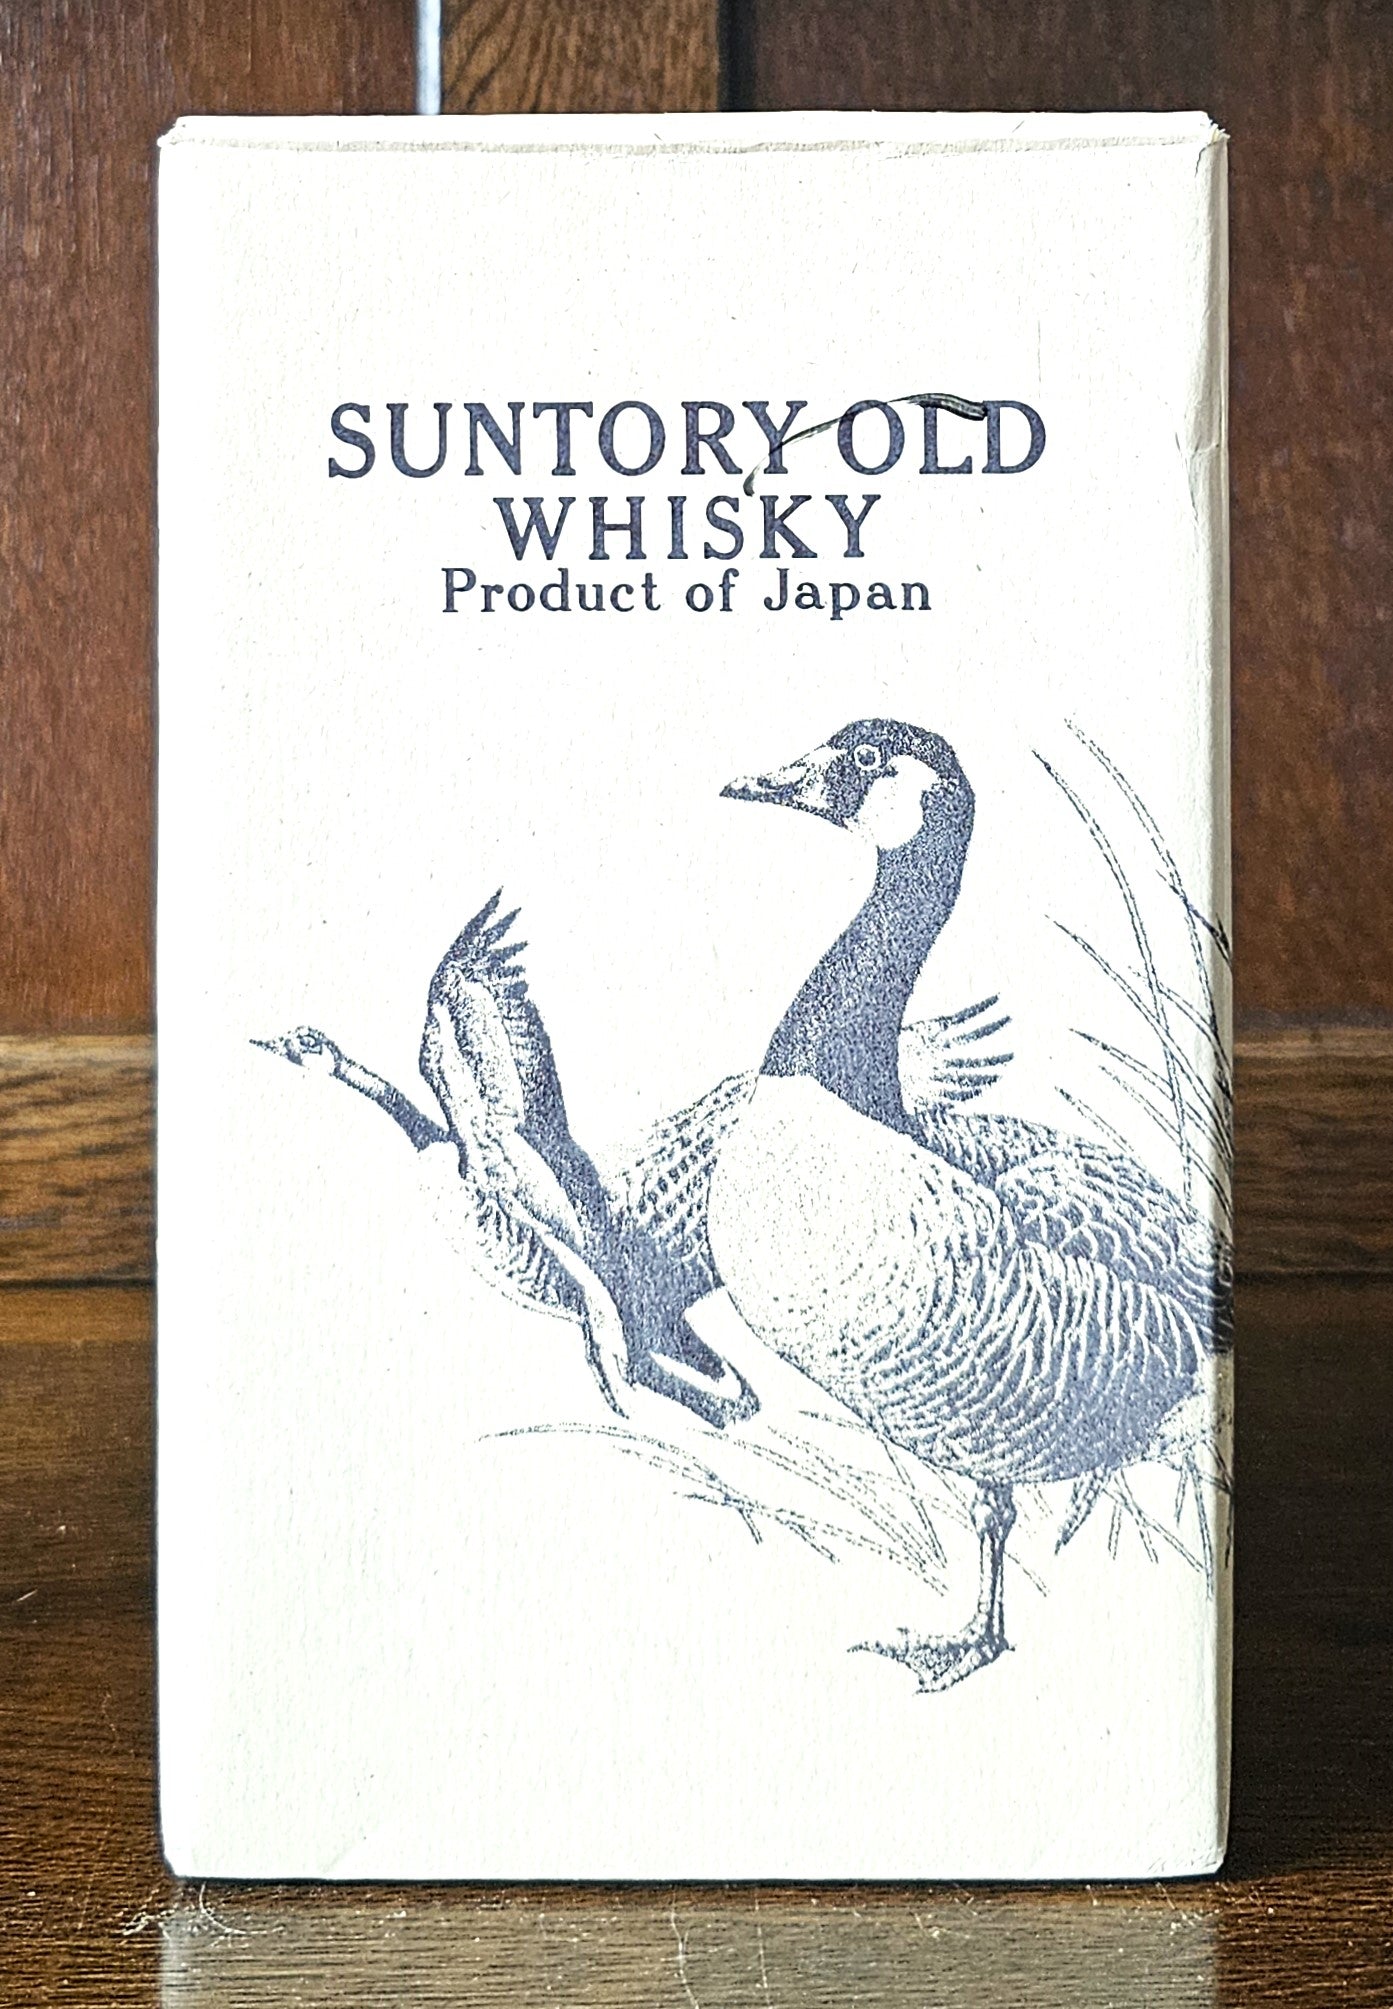 SUNTORY OLD
WHISKY
Product of Japan